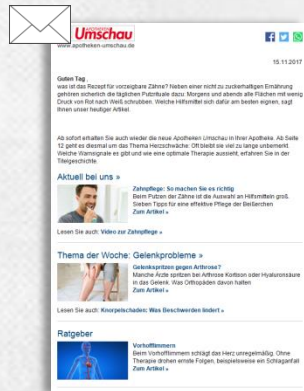 APOTHEKEN
Umschau
www.apotheken-umschau.de
15.11.2017
Guten Tag ,
was ist das Rezept für vorzeigbare Zähne? Neben einer nicht zu zuckerhaltigen Ernährung
gehören sicherlich die täglichen Putzrituale dazu: Morgens und abends alle Flächen mit wenig
Druck von Rot nach Weiß schrubben. Welche Hilfsmittel sich dafür am besten eignen, sagt
Ihnen unser heutiger Artikel.
Ab sofort erhalten Sie auch wieder die neue Apotheken Umschau in Ihrer Apotheke. Ab Seite
12 geht es diesmal um das Thema Herzschwäche: Oft bleibt sie viel zu lange unbemerkt.
Welche Warnsignale es gibt und wie eine optimale Therapie aussieht, erfahren Sie in der
Titelgeschichte.
Aktuell bei uns »
Zahnpflege: So machen Sie es richtig
Beim Putzen der Zähne ist die Auswahl an Hilfsmitteln groß.
Sieben Tipps für eine effektive Pflege der Beißerchen
Zum Artikel »
Lesen Sie auch: Video zur Zahnpflege »
Thema der Woche: Gelenkprobleme »
Gelenkspritzen gegen Arthrose?
Manche Ärzte spritzen bei Arthrose Kortison oder Hyaluronsäure
in das Gelenk. Was Orthopäden davon halten
Zum Artikel »
Lesen Sie auch: Knorpelschaden: Was Beschwerden lindert »
Ratgeber
Vorhofflimmern
Beim Vorhofflimmern schlägt das Herz unregelmäßig. Ohne
Therapie drohen ernste Folgen, beispielsweise ein Schlaganfall
Zum Artikel »